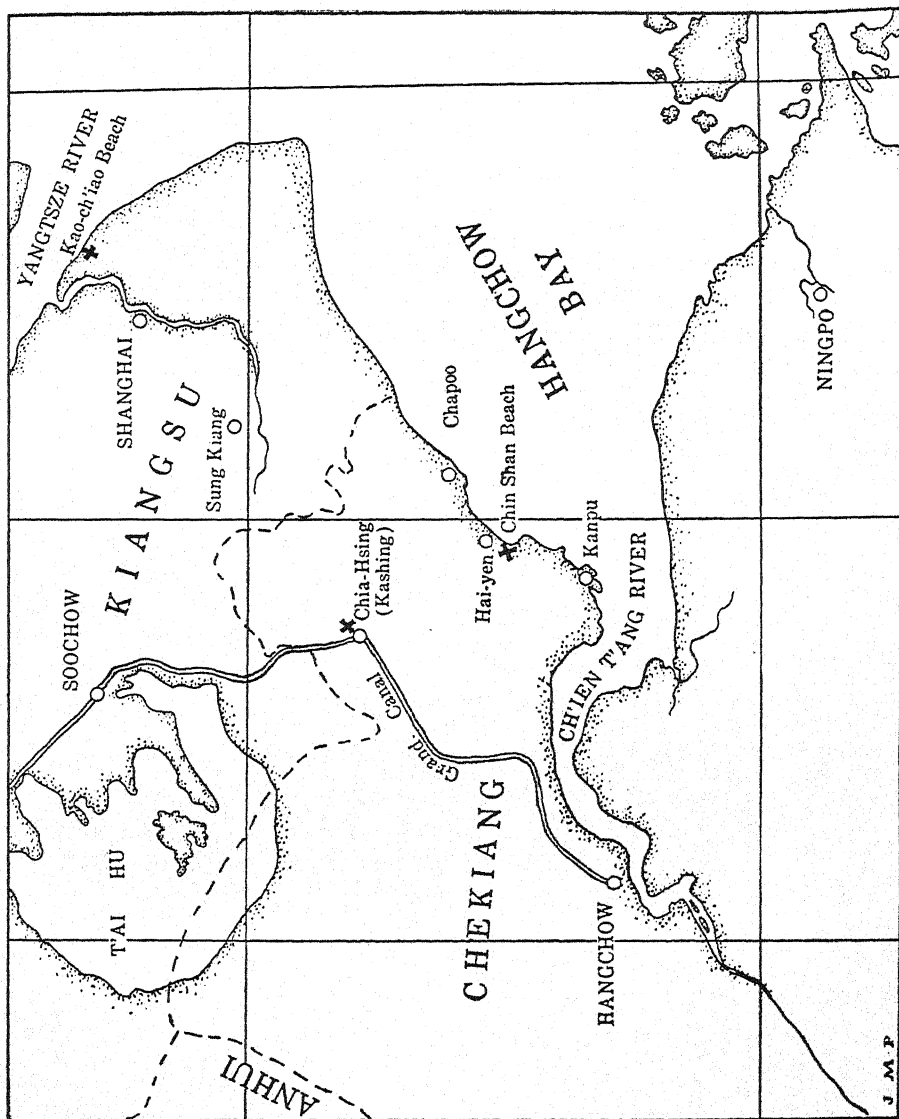 YANGTSZE RIVER
Kao-ch'iao Beach
SHANGHAI
KIANGSU
Sung Kiang
SOOCHOW
T'AI HU
ANHUI
Chia-Hsing
(Kashing)
Grand Canal
CHEKIANG
HANGCHOW
Chapoo
Hai-yen
Chin Shan Beach
Kanpu
CH'IEN T'ANG RIVER
HANGCHOW
BAY
NINGPO
J M·P